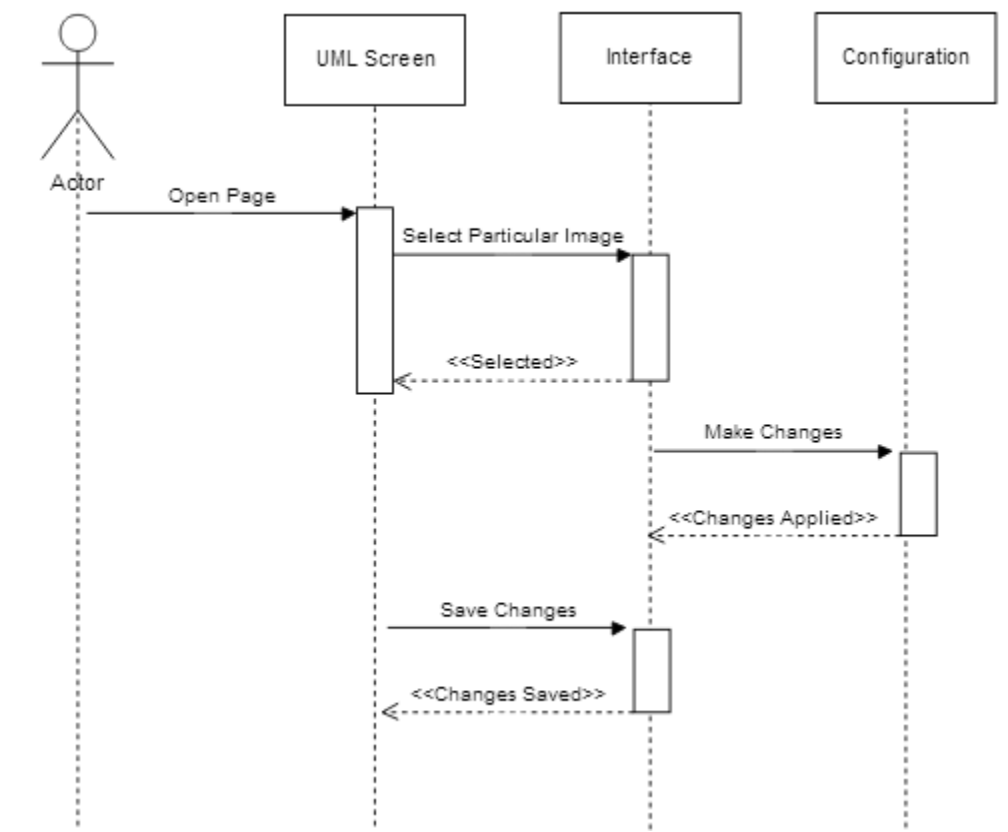 UML Screen
Interface
Configuration
Actor
Open Page
Select Particular Image
<<Selected>>
Make Changes
<<Changes Applied>>
Save Changes
<<Changes Saved>>